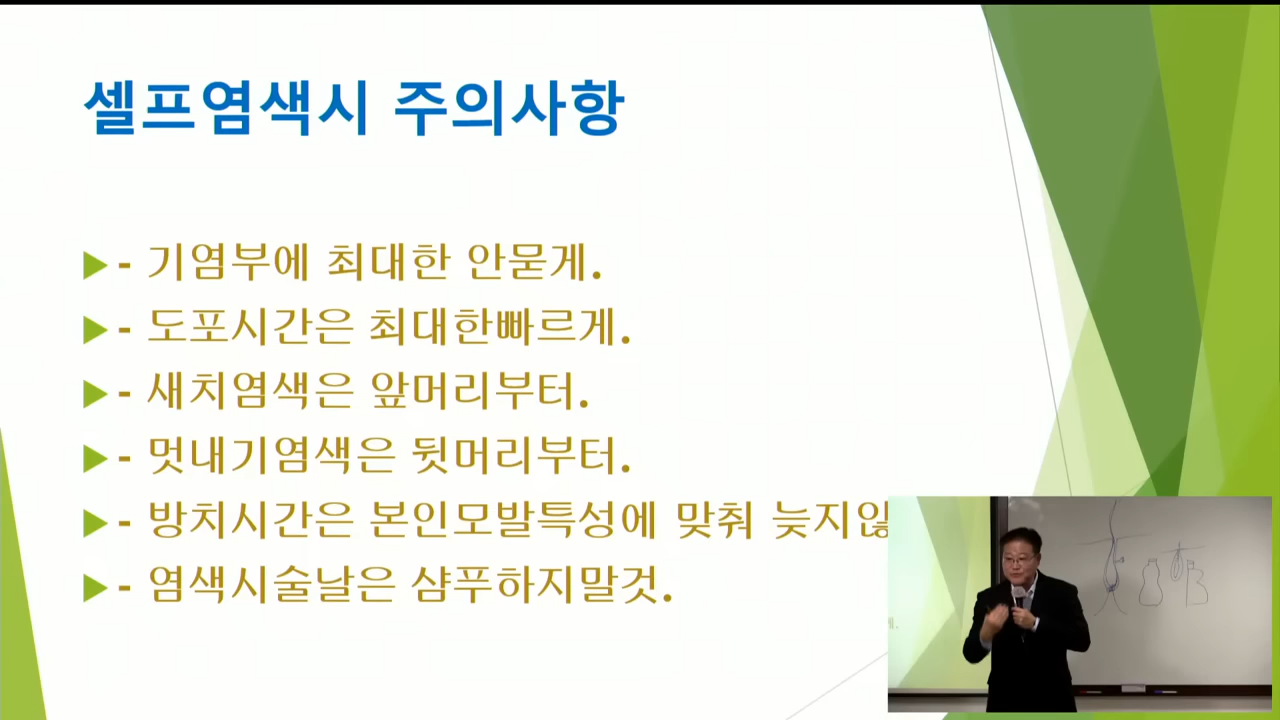 셀프염색시 주의사항
- 기염부에 최대한 안묻게.
- 도포시간은 최대한빠르게.
- 새치염색은 앞머리부터.
- 멋내기염색은 뒷머리부터.
- 방치시간은 본인모발특성에 맞춰 늦지않
- 염색시술날은 샴푸하지말것.